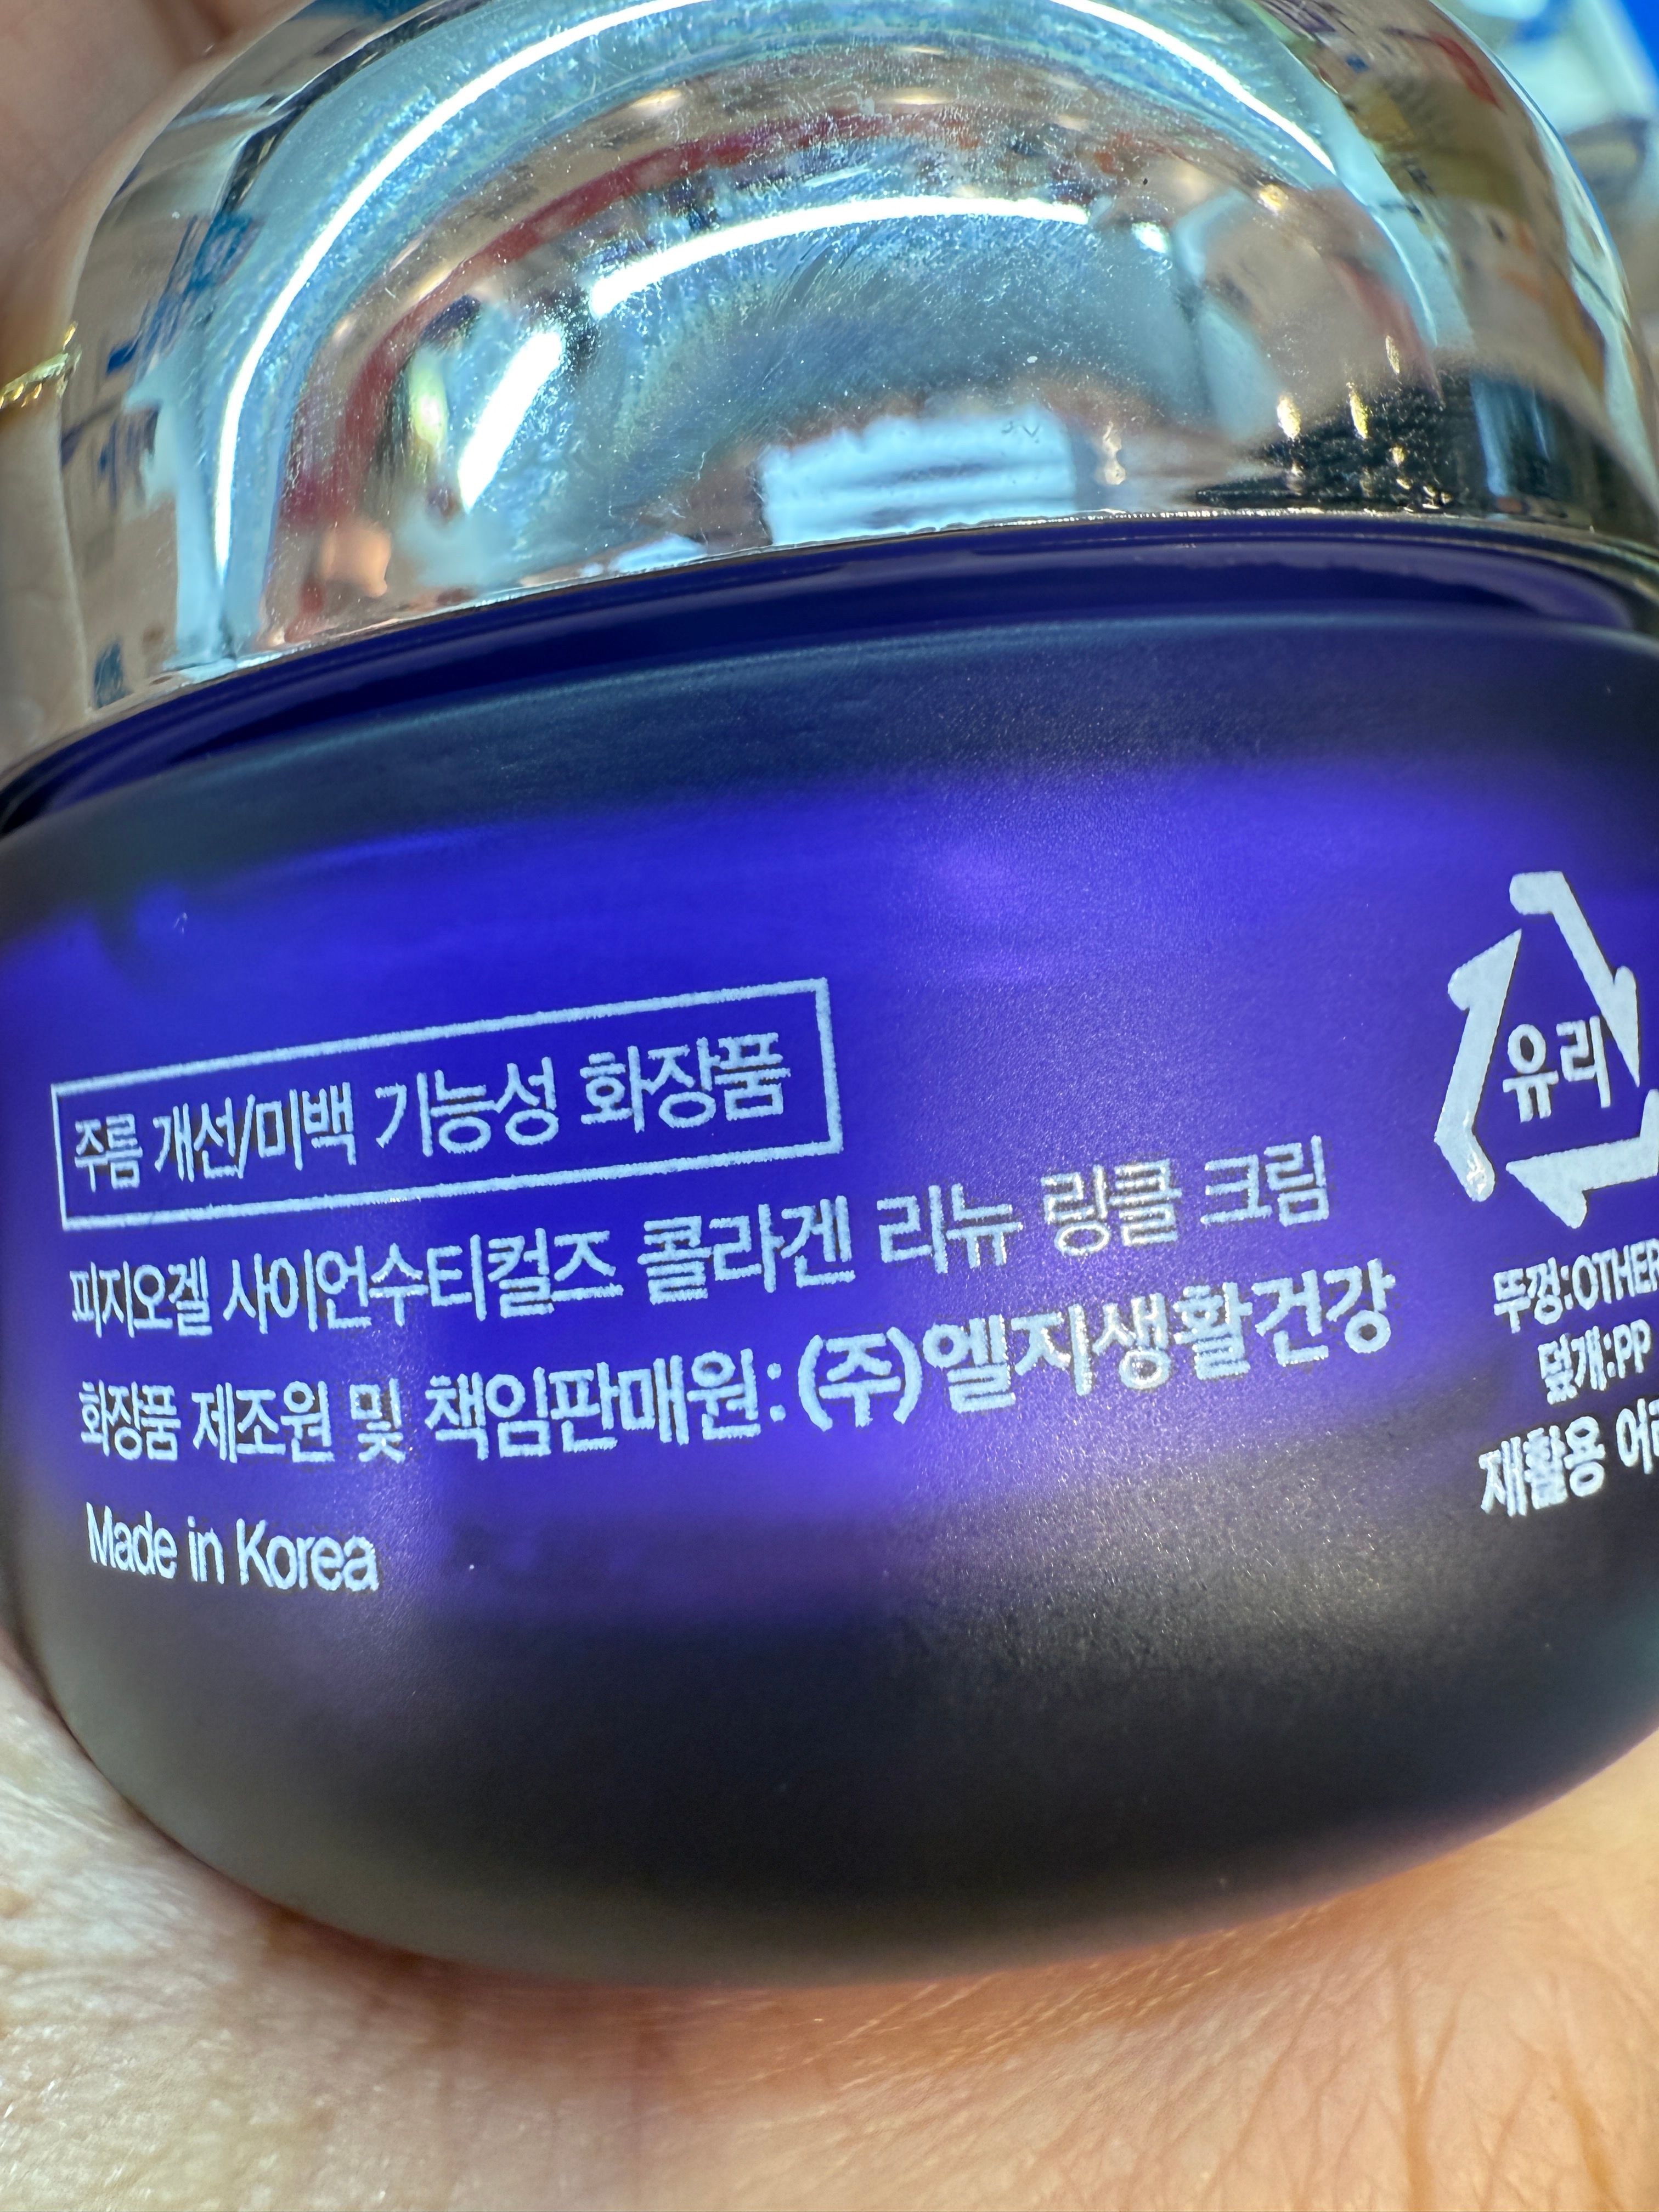 주름 개선/미백 기능성 화장품
피지오겔 사이언수티컬즈 콜라겐 리뉴 링클 크림
화장품 제조원 및 책임판매원: (주)엘지생활건강
Made in Korea
유리
뚜껑:OTHER
덮개:PP
재활용